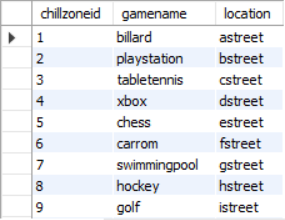 chillzoneid gamename location
1 billard astreet
2 playstation bstreet
3 tabletennis cstreet
4 xbox dstreet
5 chess estreet
6 carrom fstreet
7 swimmingpool gstreet
8 hockey hstreet
9 golf istreet